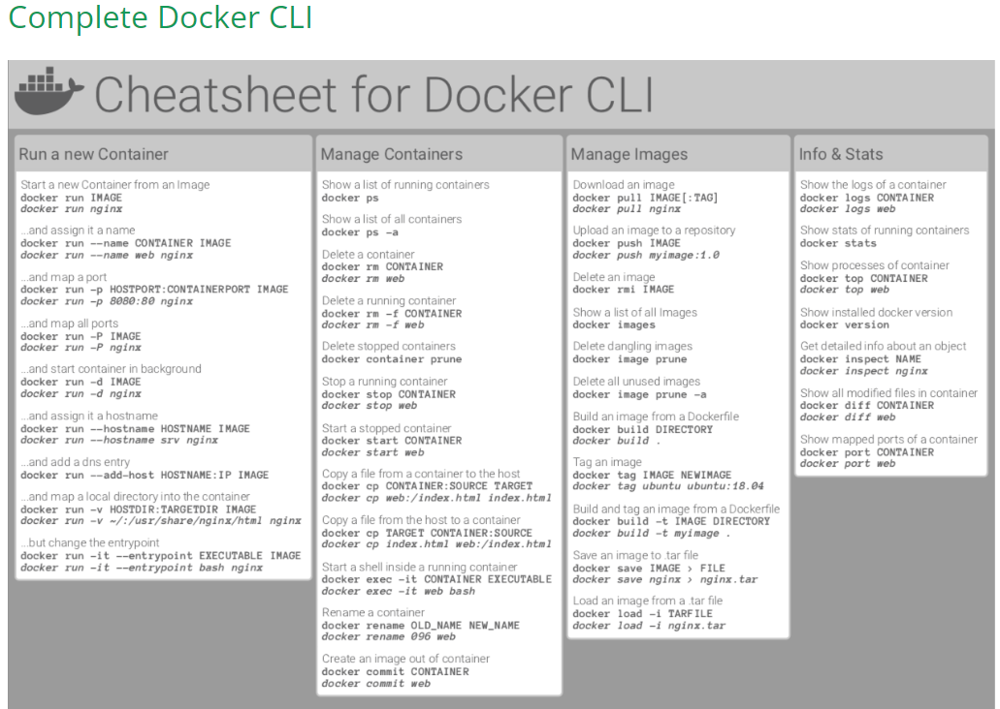 Complete Docker CLI
Cheatsheet for Docker CLI
Run a new Container
Start a new Container from an Image
docker run IMAGE
docker run nginx
...and assign it a name
docker run --name CONTAINER IMAGE
docker run --name web nginx
...and map a port
docker run -p HOSTPORT:CONTAINERPORT IMAGE
docker run -p 8080:80 nginx
...and map all ports
docker run -P IMAGE
docker run -P nginx
...and start container in background
docker run -d IMAGE
docker run -d nginx
...and assign it a hostname
docker run --hostname HOSTNAME IMAGE
docker run --hostname srv nginx
...and add a dns entry
docker run --add-host HOSTNAME:IP IMAGE
...and map a local directory into the container
docker run -v HOSTDIR:TARGETDIR IMAGE
docker run -v ~/:/usr/share/nginx/html nginx
...but change the entrypoint
docker run -it --entrypoint EXECUTABLE IMAGE
docker run -it --entrypoint bash nginx
Manage Containers
Show a list of running containers
docker ps
Show a list of all containers
docker ps -a
Delete a container
docker rm CONTAINER
docker rm web
Delete a running container
docker rm -f CONTAINER
docker rm -f web
Delete stopped containers
docker container prune
Stop a running container
docker stop CONTAINER
docker stop web
Start a stopped container
docker start CONTAINER
docker start web
Copy a file from a container to the host
docker cp CONTAINER:SOURCE TARGET
docker cp web:/index.html index.html
Copy a file from the host to a container
docker cp TARGET CONTAINER:SOURCE
docker cp index.html web:/index.html
Start a shell inside a running container
docker exec -it CONTAINER EXECUTABLE
docker exec -it web bash
Rename a container
docker rename OLD_NAME NEW_NAME
docker rename 096 web
Create an image out of container
docker commit CONTAINER
docker commit web
Manage Images
Download an image
docker pull IMAGE[:TAG]
docker pull nginx
Upload an image to a repository
docker push IMAGE
docker push myimage:1.0
Delete an image
docker rmi IMAGE
Show a list of all Images
docker images
Delete dangling images
docker image prune
Delete all unused images
docker image prune -a
Build an image from a Dockerfile
docker build DIRECTORY
docker build .
Tag an image
docker tag IMAGE NEWIMAGE
docker tag ubuntu ubuntu:18.04
Build and tag an image from a Dockerfile
docker build -t IMAGE DIRECTORY
docker build -t myimage .
Save an image to .tar file
docker save IMAGE > FILE
docker save nginx > nginx.tar
Load an image from a .tar file
docker load -i TARFILE
docker load -i nginx.tar
Info & Stats
Show the logs of a container
docker logs CONTAINER
docker logs web
Show stats of running containers
docker stats
Show processes of container
docker top CONTAINER
docker top web
Show installed docker version
docker version
Get detailed info about an object
docker inspect NAME
docker inspect nginx
Show all modified files in container
docker diff CONTAINER
docker diff web
Show mapped ports of a container
docker port CONTAINER
docker port web